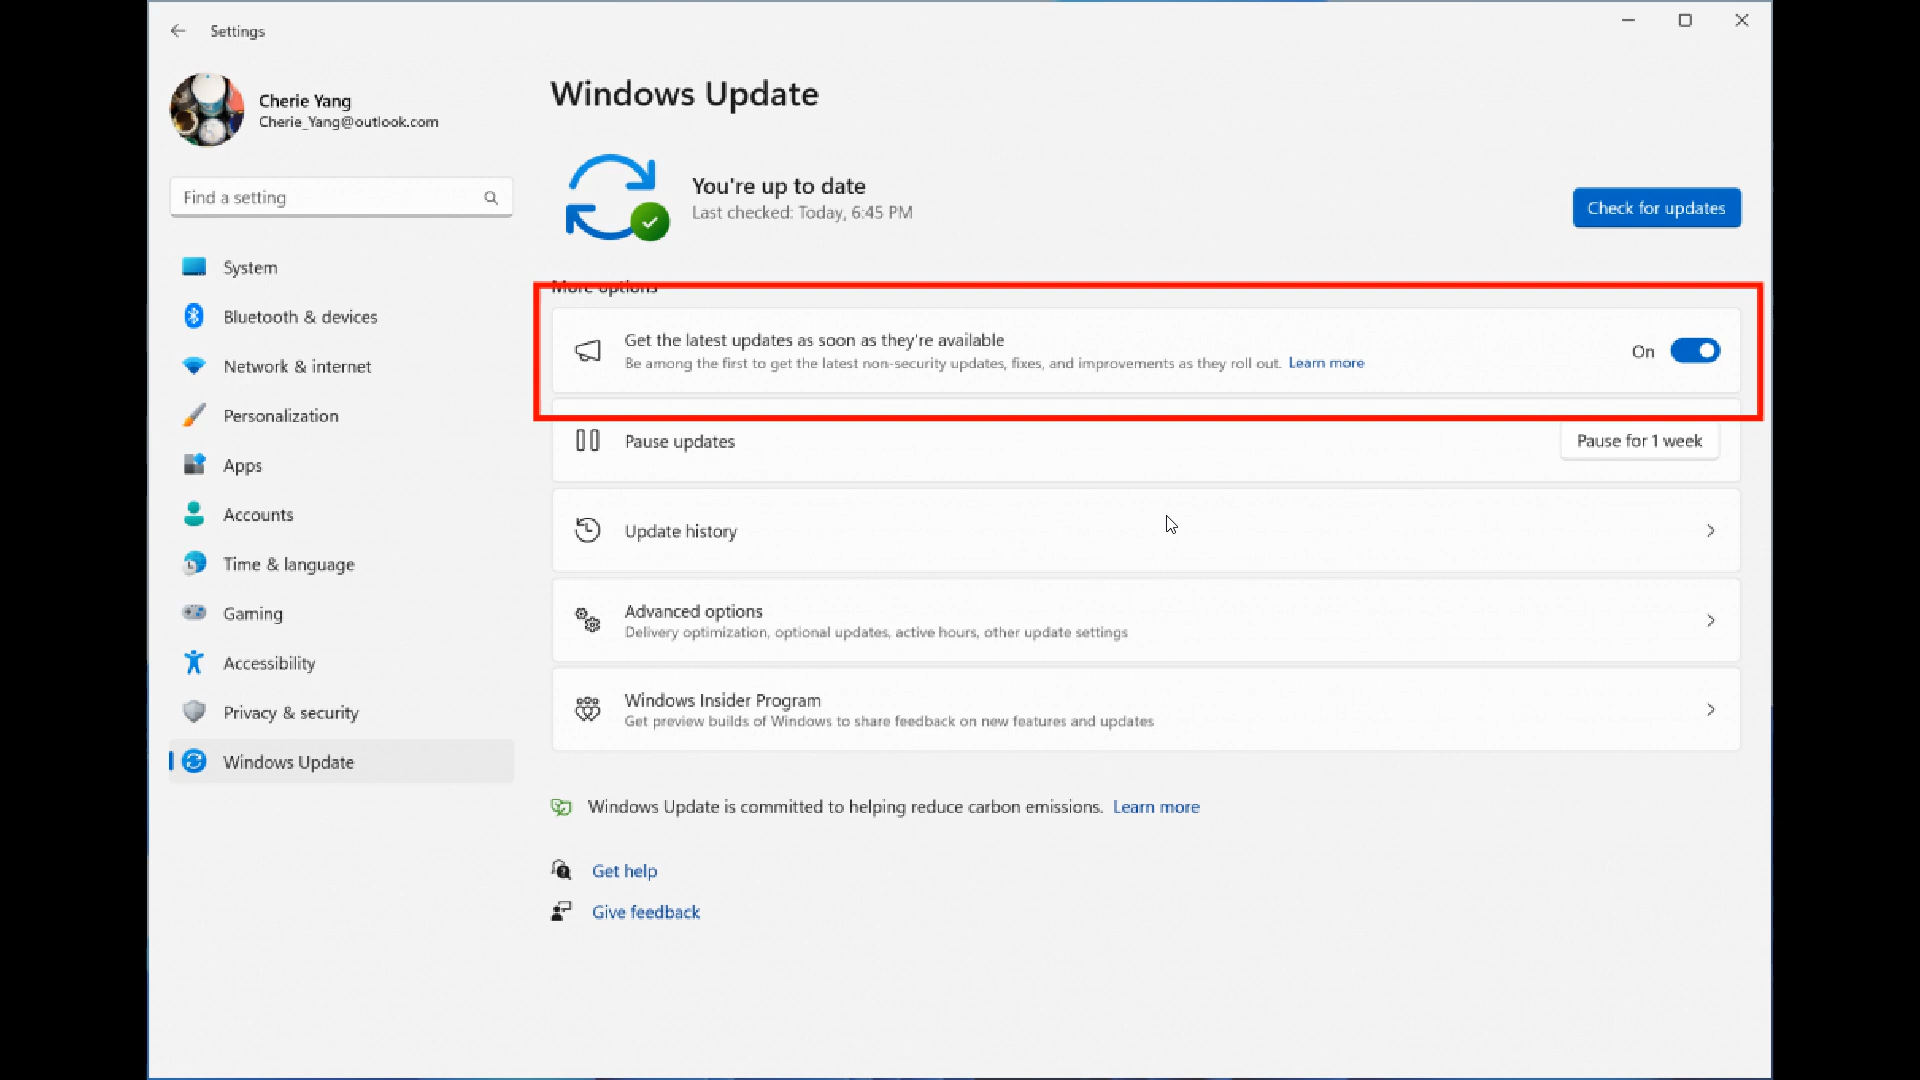 Settings
Cherie Yang
Cherie_Yang@outlook.com
Find a setting
System
Bluetooth & devices
Network & internet
Personalization
Apps
Accounts
Time & language
Gaming
Accessibility
Privacy & security
Windows Update
Windows Update
You're up to date
Last checked: Today, 6:45 PM
Check for updates
More options
Get the latest updates as soon as they're available
Be among the first to get the latest non-security updates, fixes, and improvements as they roll out. Learn more
On
Pause updates
Pause for 1 week
Update history
Advanced options
Delivery optimization, optional updates, active hours, other update settings
Windows Insider Program
Get preview builds of Windows to share feedback on new features and updates
Windows Update is committed to helping reduce carbon emissions. Learn more
Get help
Give feedback